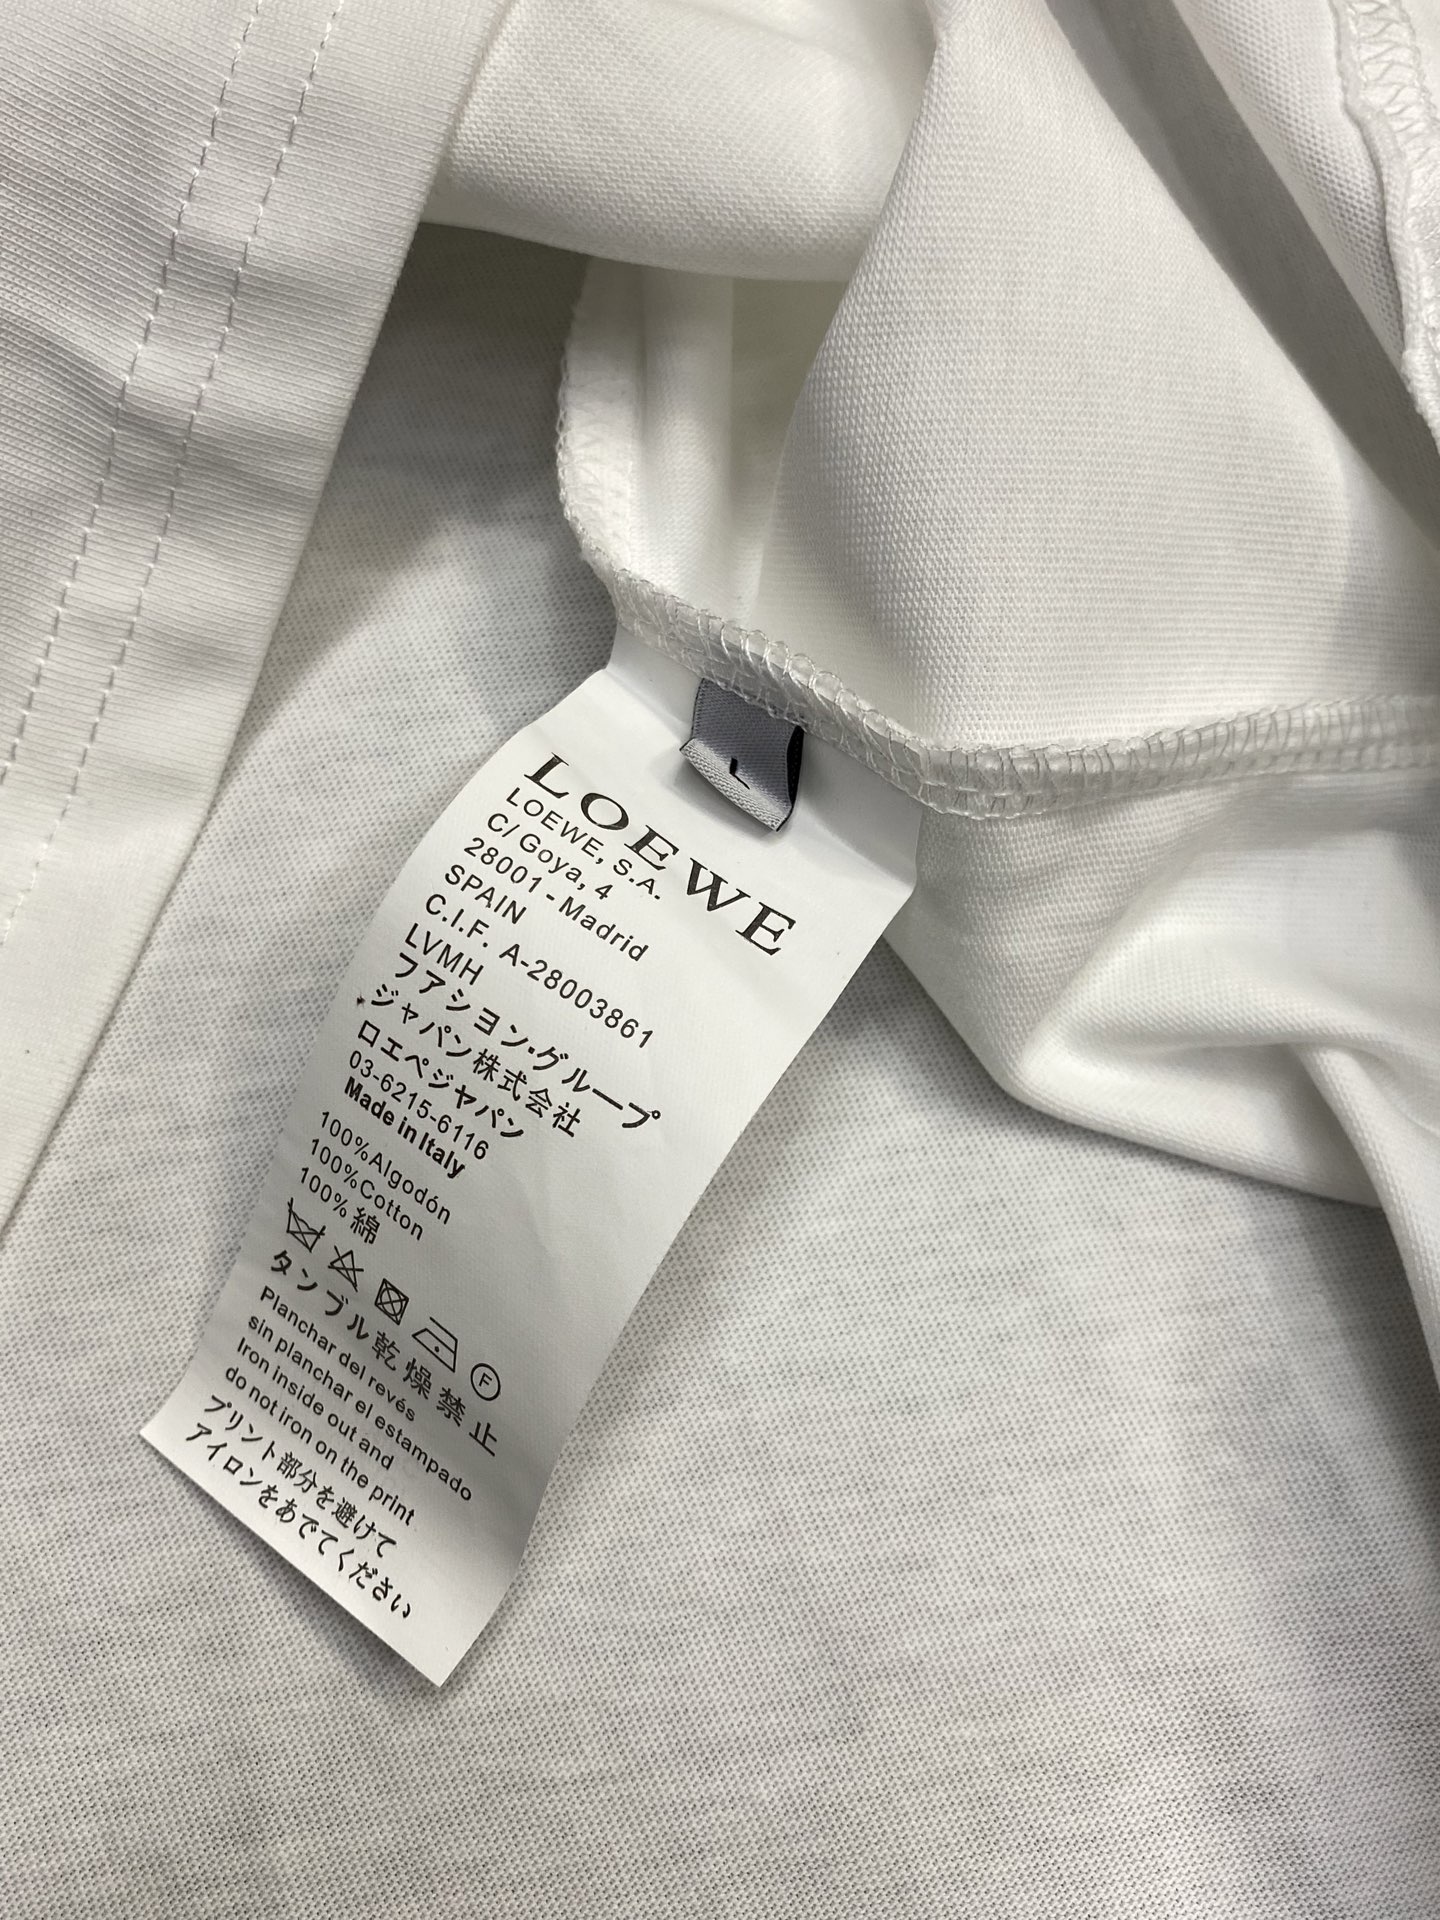 L
LOEWE
LOEWE, S.A.
C/ Goya, 4
28001 - Madrid
SPAIN
C.I.F. A-28003861
LVMH
フアシヨン・グループ
ジャパン株式会社
ロエベジヤパン
03-6215-6116
Made in Italy
100%Algodón
100%Cotton
100%綿
F
タンブル乾燥禁止
Planchar del revés
sin planchar el estampado
Iron inside out and
do not iron on the print
プリント部分を避けて
アイロンをあでてください